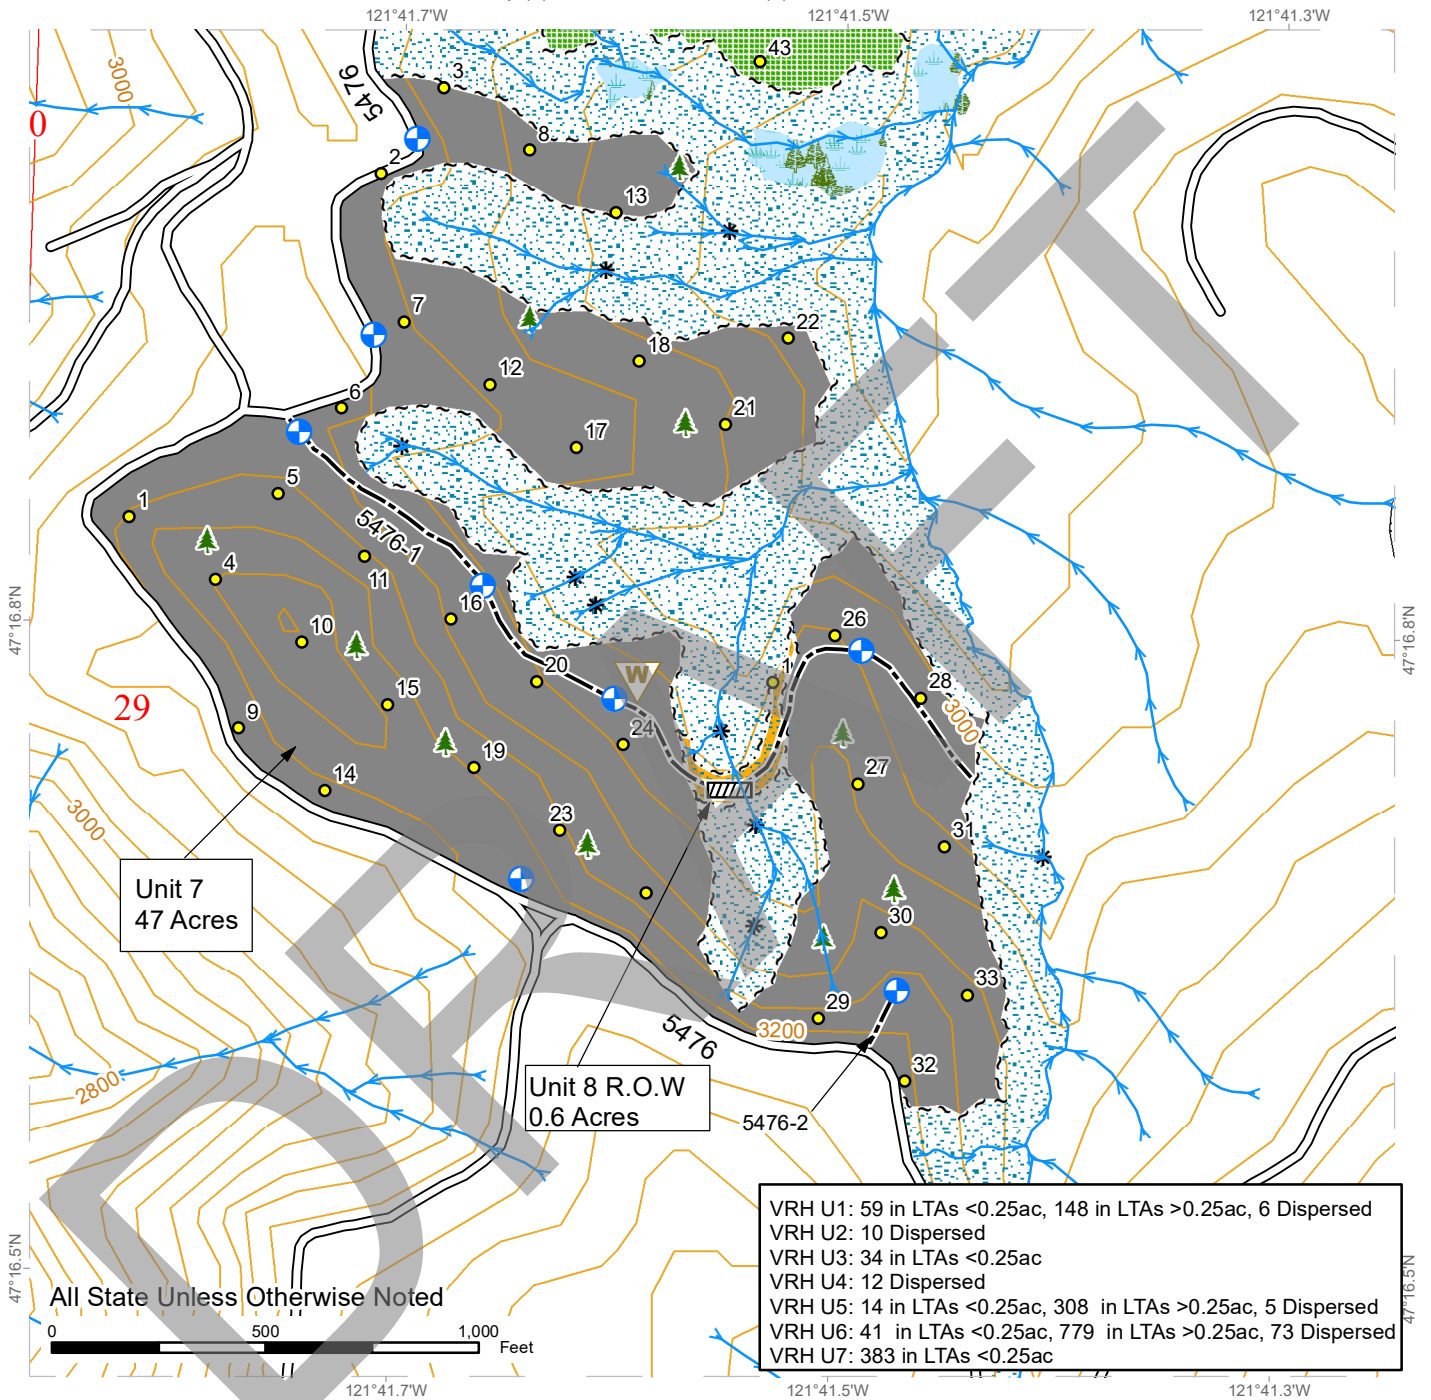 121°41.7'W
121°41.5'W
121°41.3'W
3000
5476
0
43
3
8
2
13
7
22
18
12
6
21
17
5
1
5476-1
11
4
16
10
26
20
1
W
28
15
24
3000
9
29
19
27
14
3000
23
31
Unit 7
47 Acres
30
33
29
3200
5476
32
Unit 8 R.O.W
0.6 Acres
5476-2
2800
47°16.8'N
47°16.8'N
47°16.5'N
47°16.5'N
DRAFT
VRH U1: 59 in LTAs <0.25ac, 148 in LTAs >0.25ac, 6 Dispersed
VRH U2: 10 Dispersed
VRH U3: 34 in LTAs <0.25ac
VRH U4: 12 Dispersed
VRH U5: 14 in LTAs <0.25ac, 308 in LTAs >0.25ac, 5 Dispersed
VRH U6: 41 in LTAs <0.25ac, 779 in LTAs >0.25ac, 73 Dispersed
VRH U7: 383 in LTAs <0.25ac
All State Unless Otherwise Noted
0 500 1,000
Feet
121°41.7'W
121°41.5'W
121°41.3'W